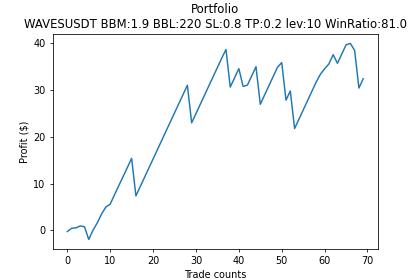 Portfolio
WAVESUSDT BBM:1.9 BBL:220 SL:0.8 TP:0.2 lev:10 WinRatio:81.0
40
30
20
10
0
Profit ($)
0 10 20 30 40 50 60 70
Trade counts